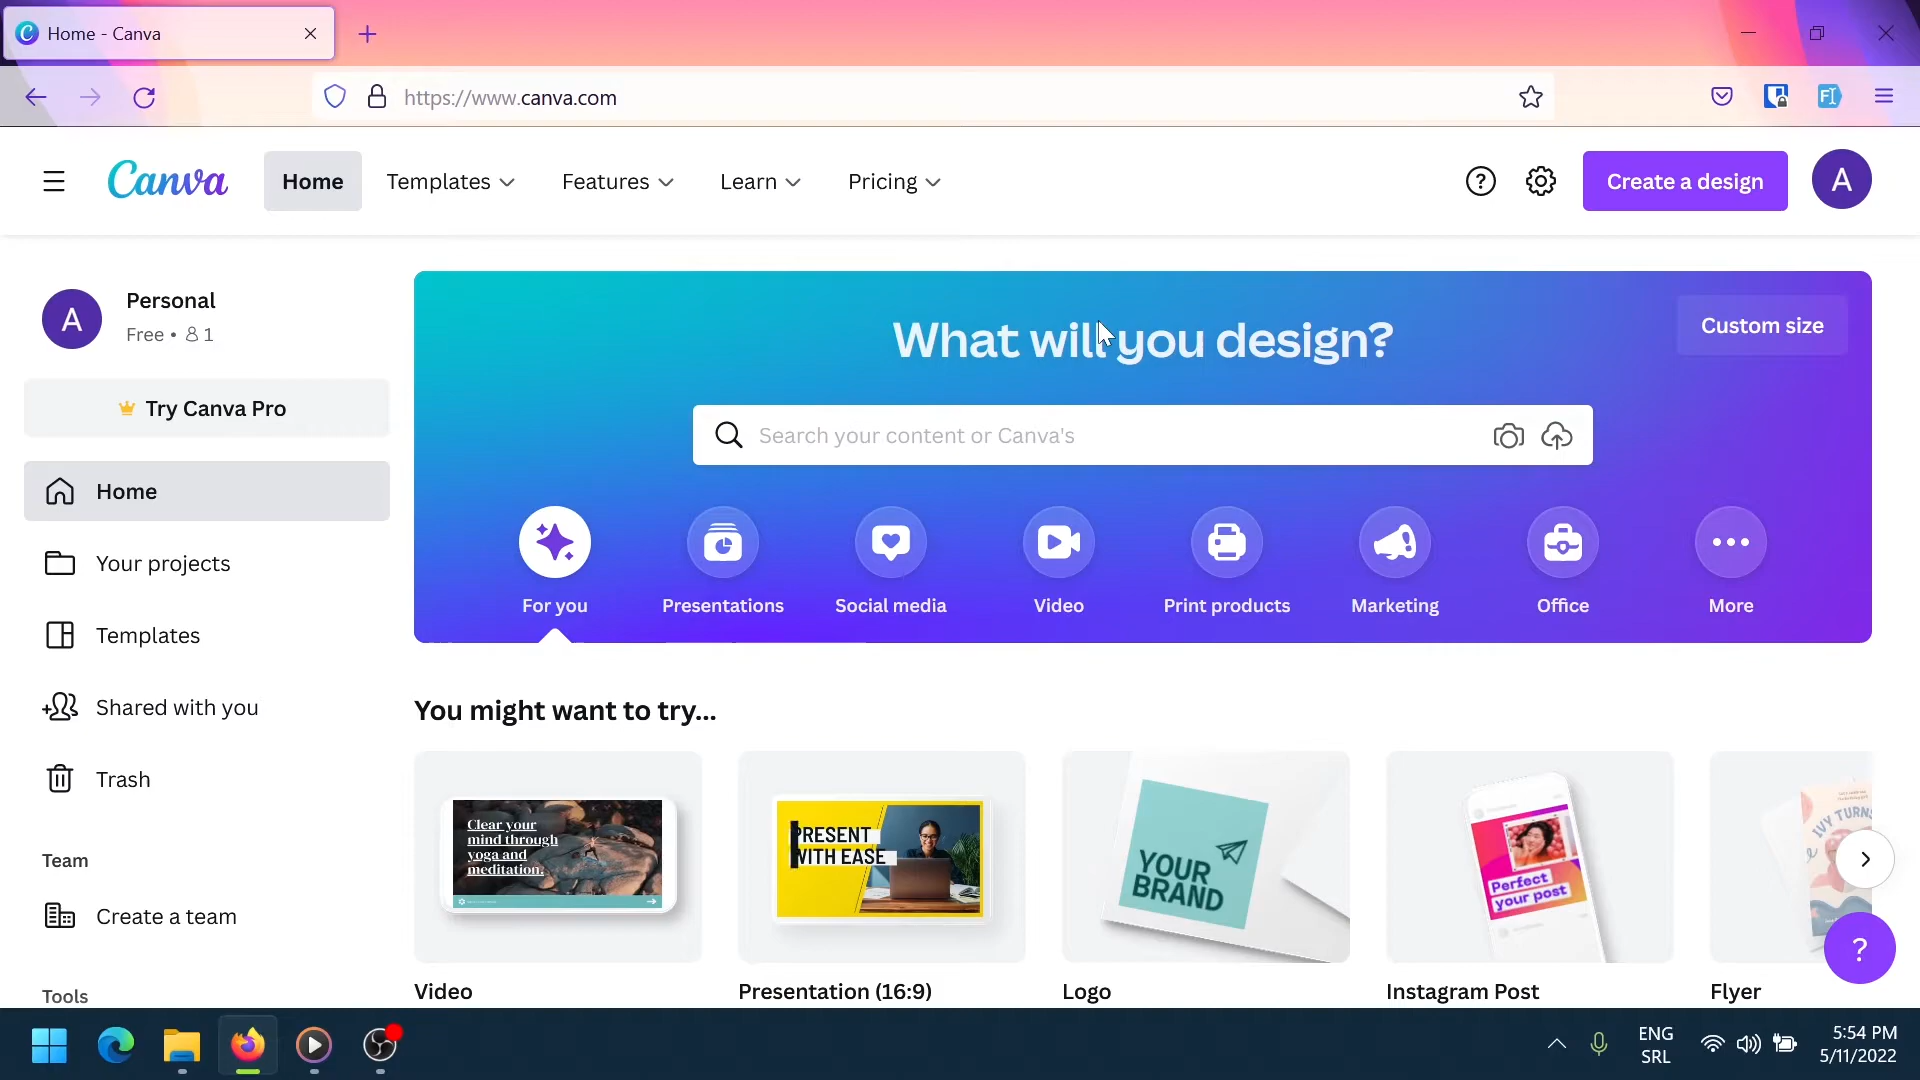 Home - Canva
https://www.canva.com
Canva
Home
Templates
Features
Learn
Pricing
Create a design
A
A
Personal
Free • 1
Try Canva Pro
Home
Your projects
Templates
Shared with you
Trash
Team
Create a team
Tools
What will you design?
Custom size
Search your content or Canva's
For you
Presentations
Social media
Video
Print products
Marketing
Office
More
You might want to try...
Clear your
mind through
yoga and
meditation.
PRESENT
WITH EASE
YOUR
BRAND
Perfect
your post
IVY TURNS
Video
Presentation (16:9)
Logo
Instagram Post
Flyer
?
ENG
SRL
5:54 PM
5/11/2022